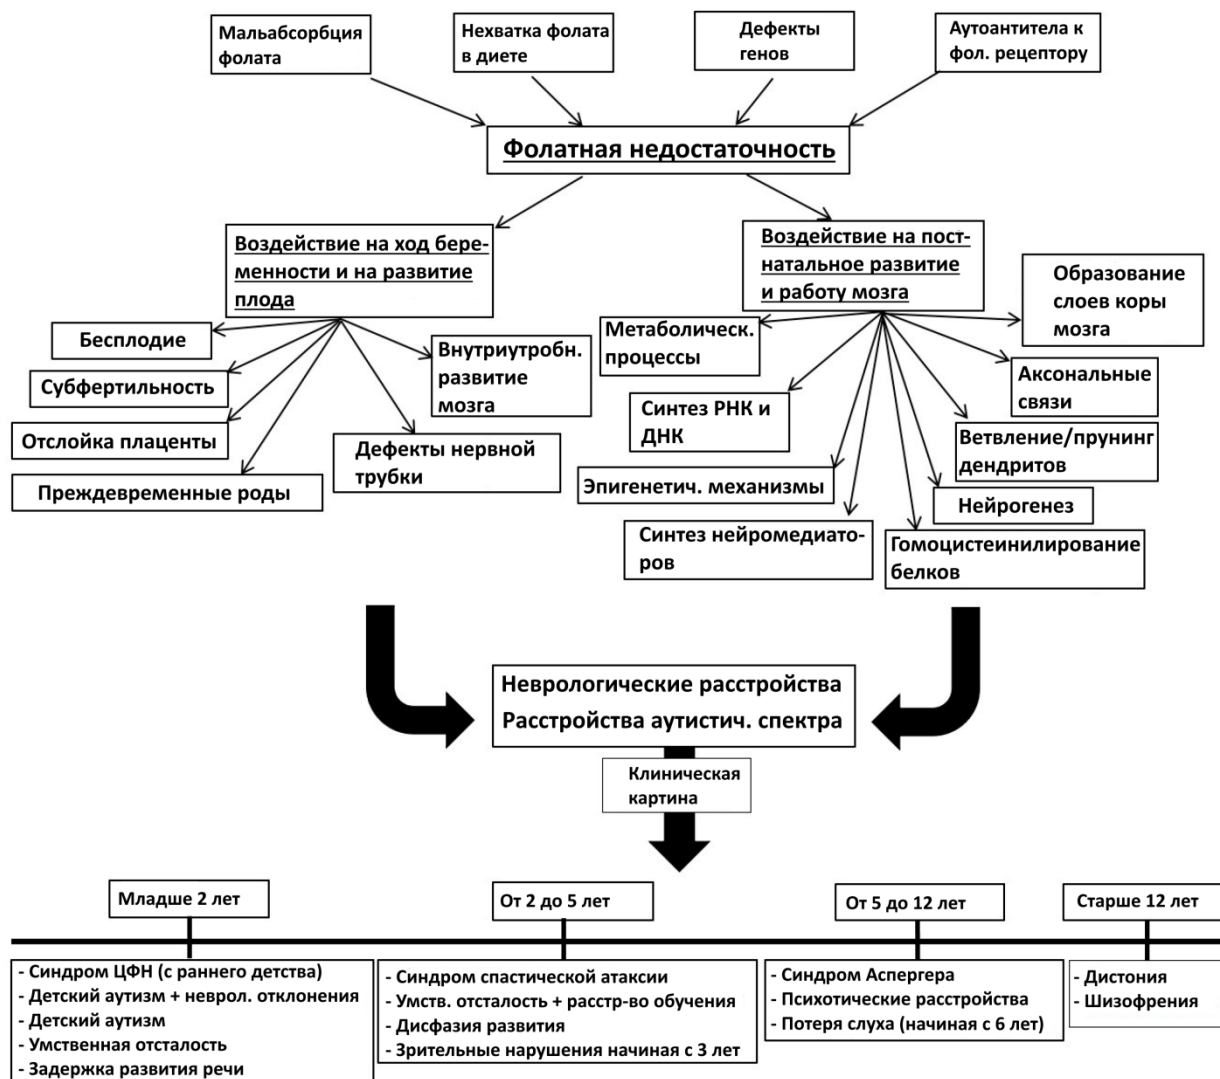 Мальабсорбция
фолата
Нехватка фолата
в диете
Дефекты
генов
Аутоантитела к
фол. рецептору
Фолатная недостаточность
Воздействие на ход бере-
менности и на развитие
плода
Воздействие на пост-
натальное развитие
и работу мозга
Бесплодие
Субфертильность
Отслойка плаценты
Преждевременные роды
Дефекты нервной
трубки
Внутриутробн.
развитие
мозга
Метаболическ.
процессы
Синтез РНК и
ДНК
Эпигенетич. механизмы
Синтез нейромедиато-
ров
Образование
слоев коры
мозга
Аксональные
связи
Ветвление/прунинг
дендритов
Нейрогенез
Гомоцистеинилирование
белков
Неврологические расстройства
Расстройства аутистич. спектра
Клиническая
картина
Младше 2 лет
- Синдром ЦФН (с раннего детства)
- Детский аутизм + неврол. отклонения
- Детский аутизм
- Умственная отсталость
- Задержка развития речи
От 2 до 5 лет
- Синдром спастической атаксии
- Умств. отсталость + расстр-во обучения
- Дисфазия развития
- Зрительные нарушения начиная с 3 лет
От 5 до 12 лет
- Синдром Аспергера
- Психотические расстройства
- Потеря слуха (начиная с 6 лет)
Старше 12 лет
- Дистония
- Шизофрения